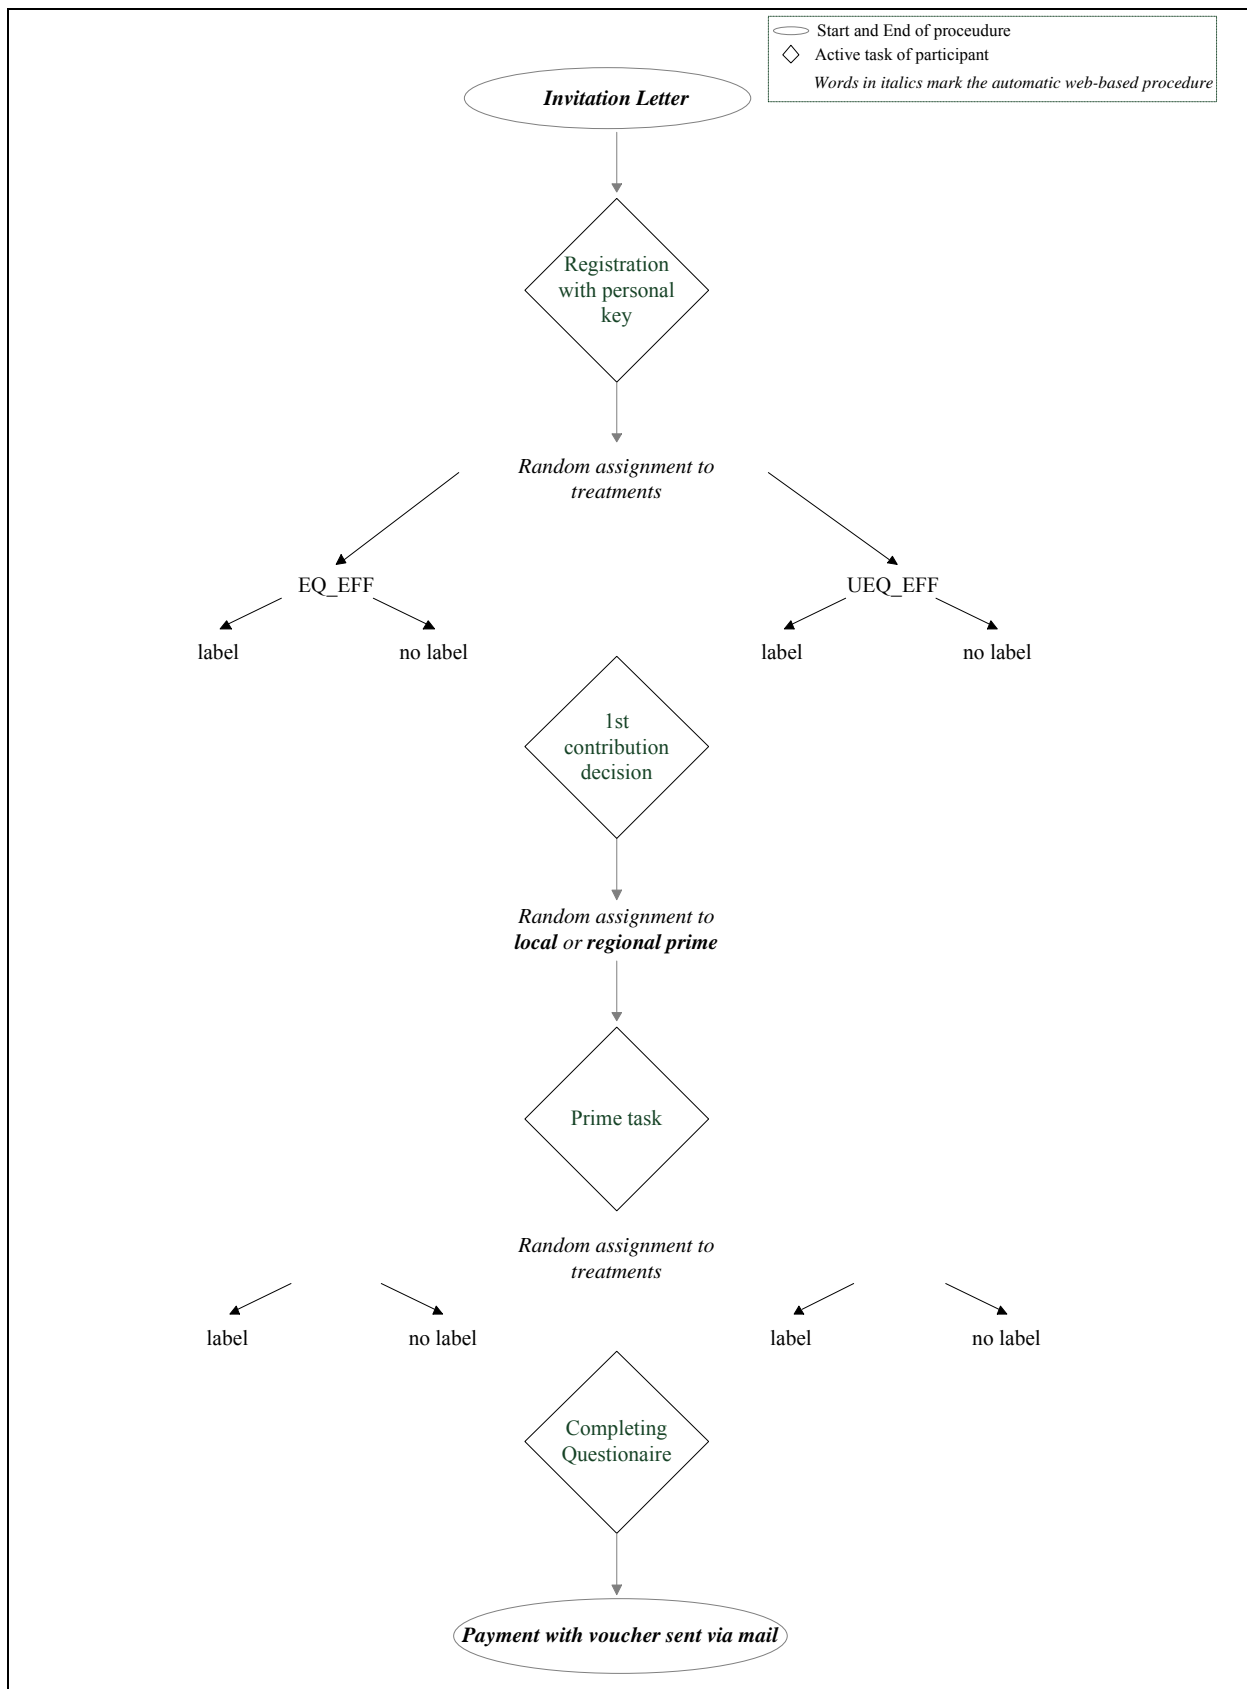 Start and End of proceudure
Active task of participant
Words in italics mark the automatic web-based procedure
Invitation Letter
Registration
with personal
key
Random assignment to
treatments
EQ_EFF
UEQ_EFF
label
no label
label
no label
1st
contribution
decision
Random assignment to
local or regional prime
Prime task
Random assignment to
treatments
label
no label
label
no label
Completing
Questionaire
Payment with voucher sent via mail